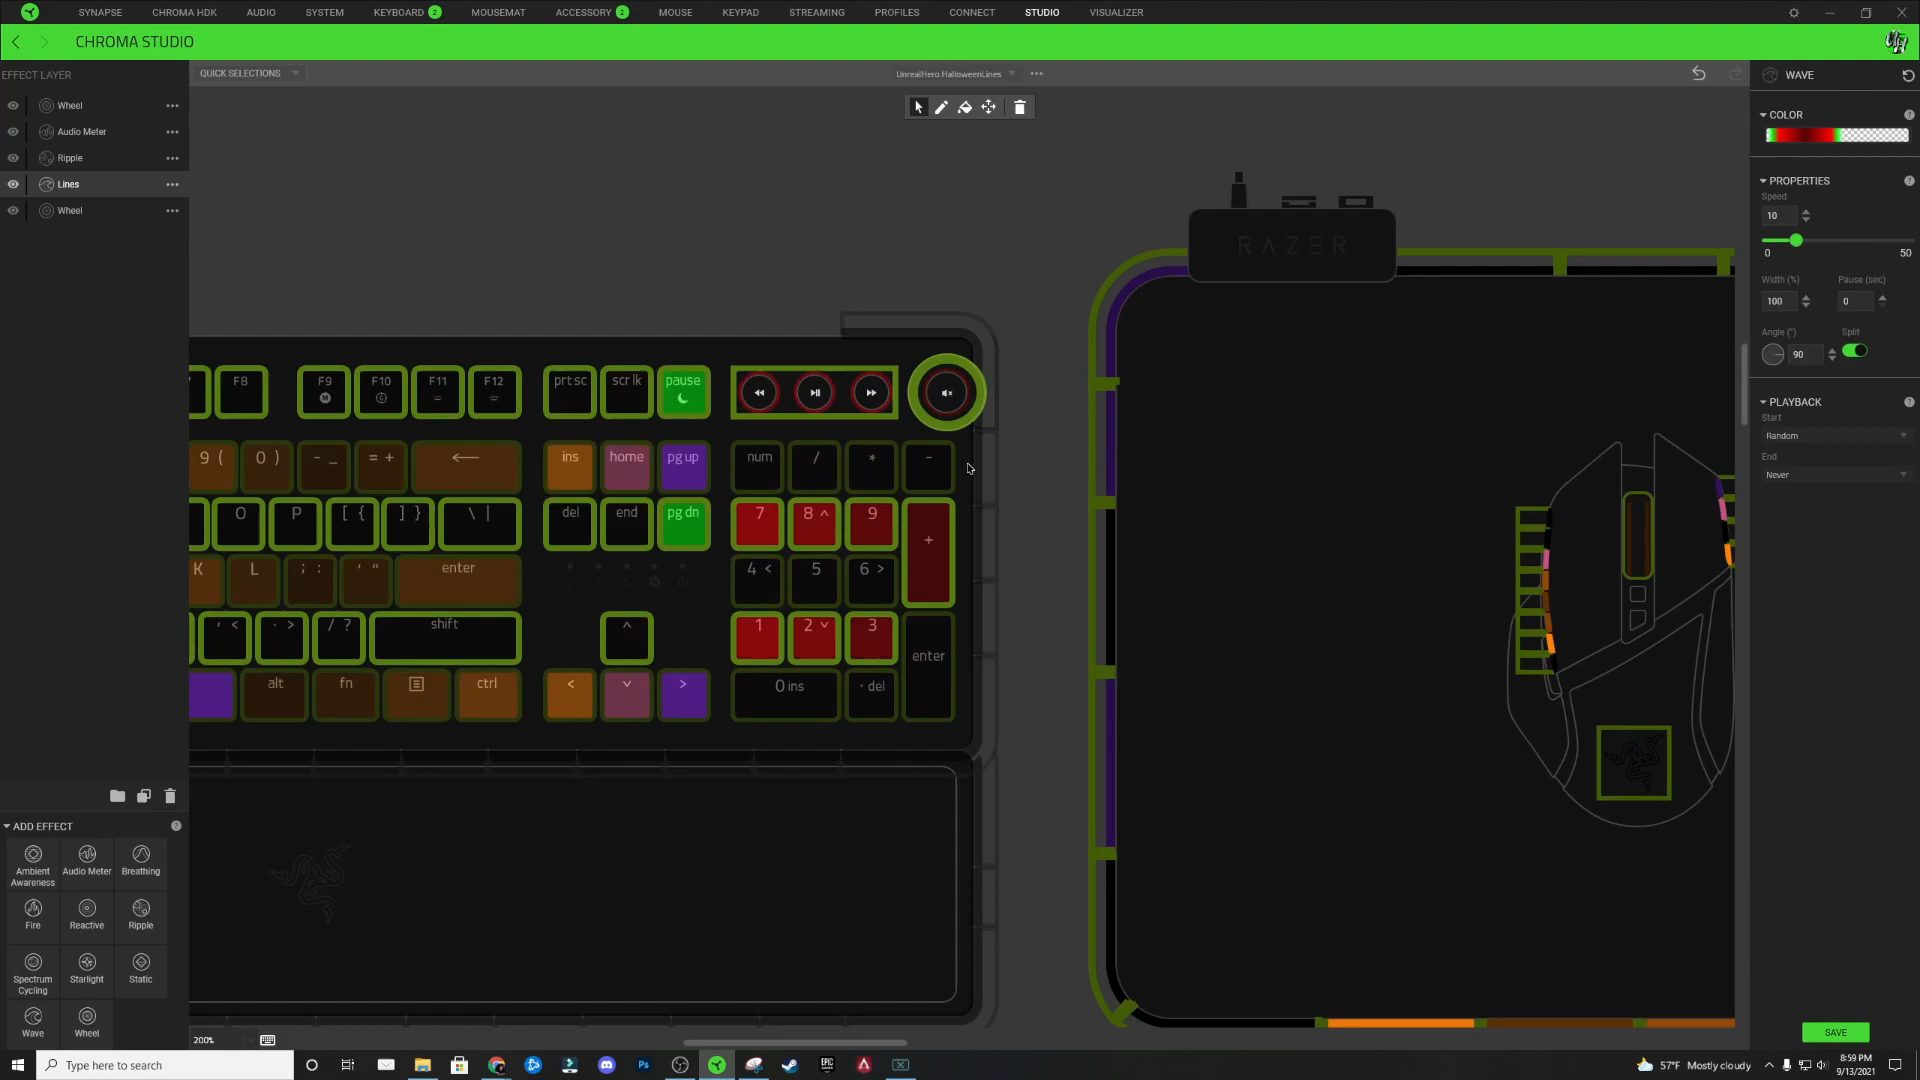 SYNAPSE CHROMA HDK AUDIO SYSTEM KEYBOARD 2 MOUSEMAT ACCESSORY 2 MOUSE KEYPAD STREAMING PROFILES CONNECT STUDIO VISUALIZER
CHROMA STUDIO
EFFECT LAYER
Wheel
Audio Meter
Ripple
Lines
Wheel
QUICK SELECTIONS
UnrealHero.HalloweenLines
RAZER
F8 F9 F10 F11 F12 prt sc scr lk pause
M
9 ( 0 ) - _ = + ins home pg up num / * -
O P [ { ] } \ | del end pg dn 7 8 ^ 9 +
K L ; : ' " enter 4 < 5 6 >
, < . > / ? shift ^ 1 2 ˅ 3 enter
alt fn ctrl < ˅ > 0 ins . del
ADD EFFECT
Ambient Awareness
Audio Meter
Breathing
Fire
Reactive
Ripple
Spectrum Cycling
Starlight
Static
Wave
Wheel
200%
WAVE
COLOR
PROPERTIES
Speed
10
0 50
Width (%) Pause (sec)
100 0
Angle (°) Split
90
PLAYBACK
Start
Random
End
Never
SAVE
Type here to search
Ps
EPIC GAMES
57°F Mostly cloudy
8:59 PM
9/13/2021